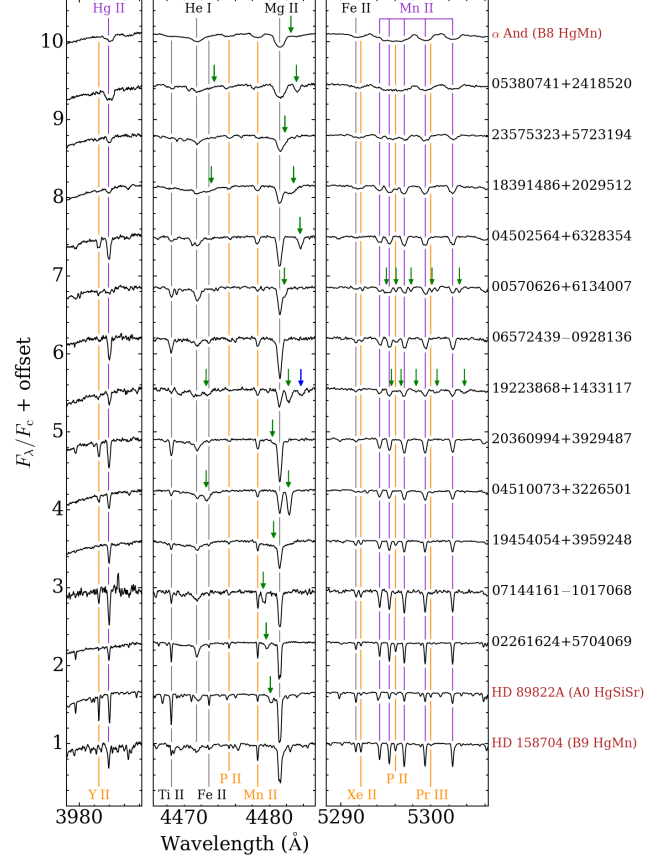 Hg II He I Mg II Fe II Mn II
10 α And (B8 HgMn)
05380741+2418520
9
23575323+5723194
8 18391486+2029512
04502564+6328354
7 00570626+6134007
06572439−0928136
6
19223868+1433117
5 20360994+3929487
4 04510073+3226501
19454054+3959248
3 07144161−1017068
02261624+5704069
2
HD 89822A (A0 HgSiSr)
1 HD 158704 (B9 HgMn)
F_λ/F_c + offset
P II P II
Y II Ti II Fe II Mn II Xe II Pr III
3980 4470 4480 5290 5300
Wavelength (Å)